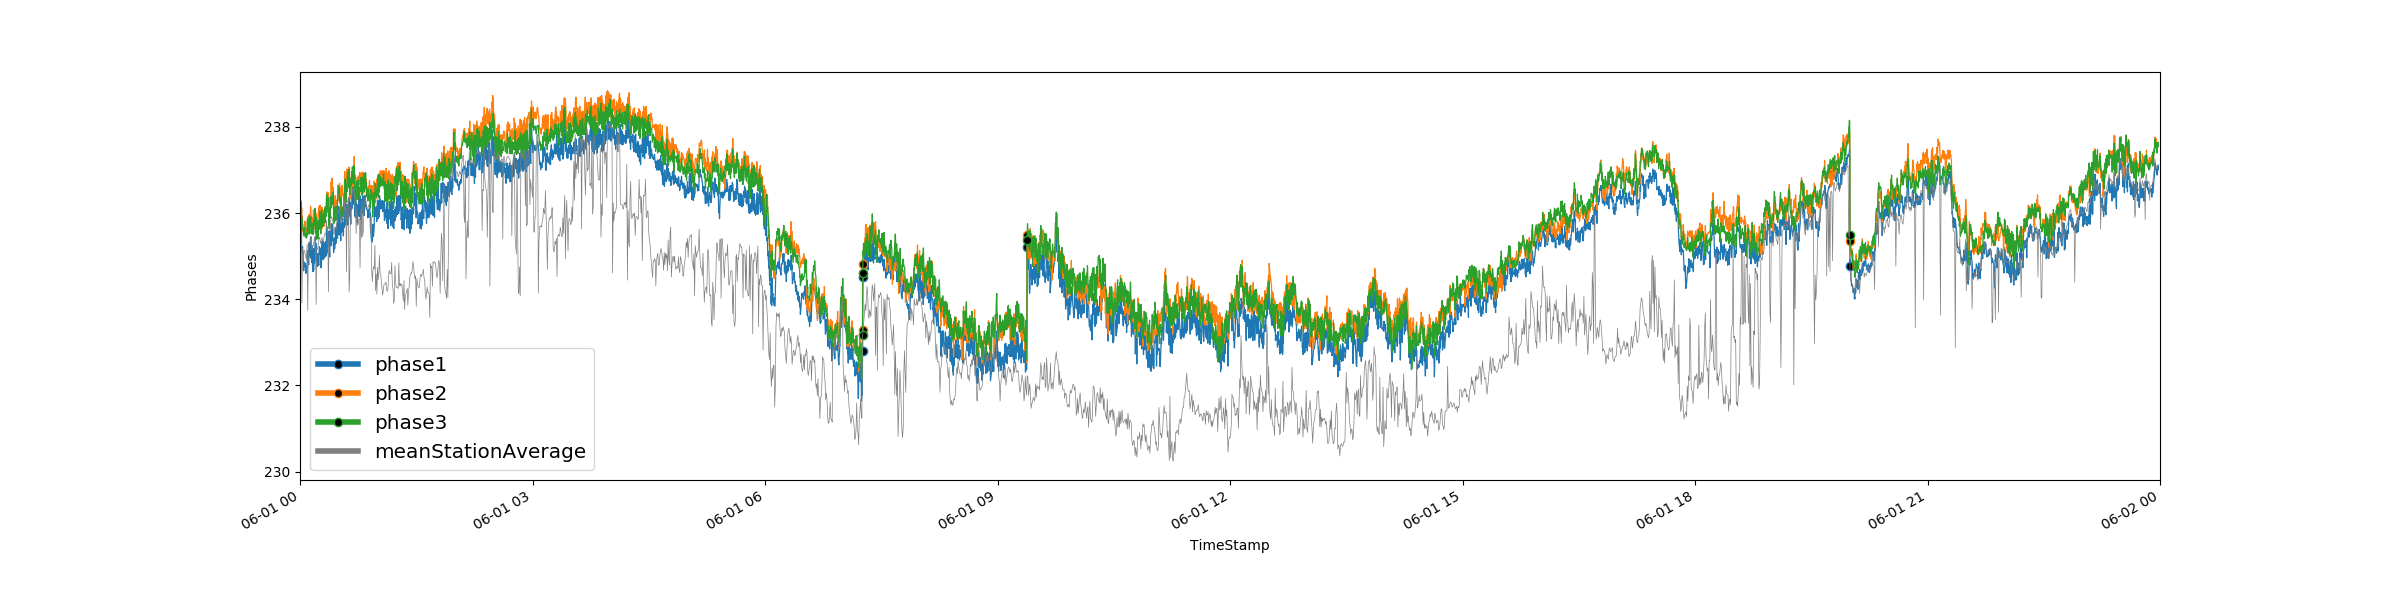 238
236
234
232
230
Phases
phase1
phase2
phase3
meanStationAverage
06-01 00
06-01 03
06-01 06
06-01 09
06-01 12
06-01 15
06-01 18
06-01 21
06-02 00
TimeStamp